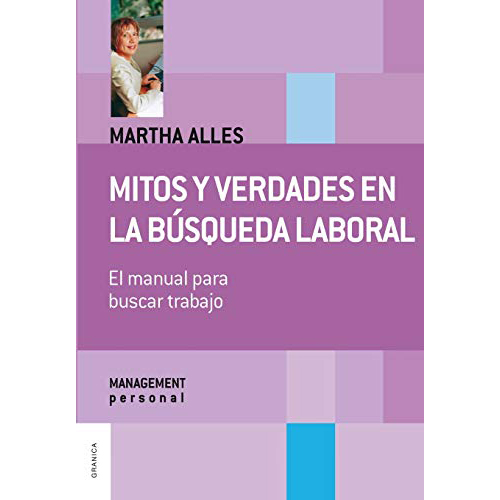 MARTHA ALLES
MITOS Y VERDADES EN
LA BÚSQUEDA LABORAL
El manual para
buscar trabajo
MANAGEMENT
personal
GRANICA